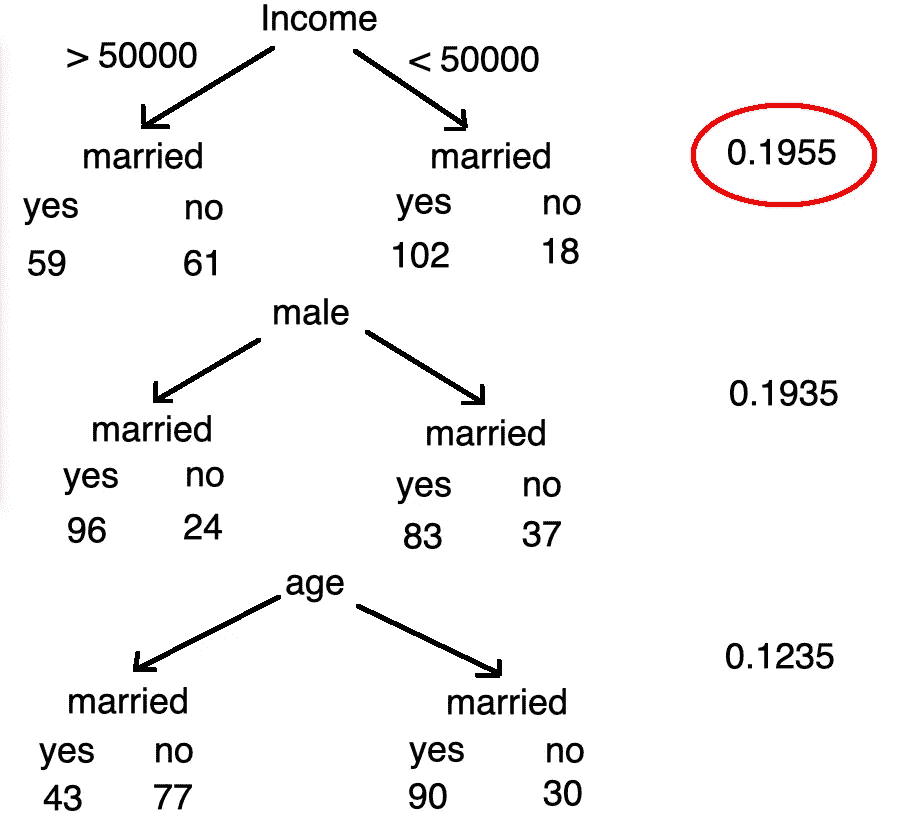 Income
> 50000 < 50000
married married 0.1955
yes no yes no
59 61 102 18
male
0.1935
married married
yes no yes no
96 24 83 37
age
0.1235
married married
yes no yes no
43 77 90 30